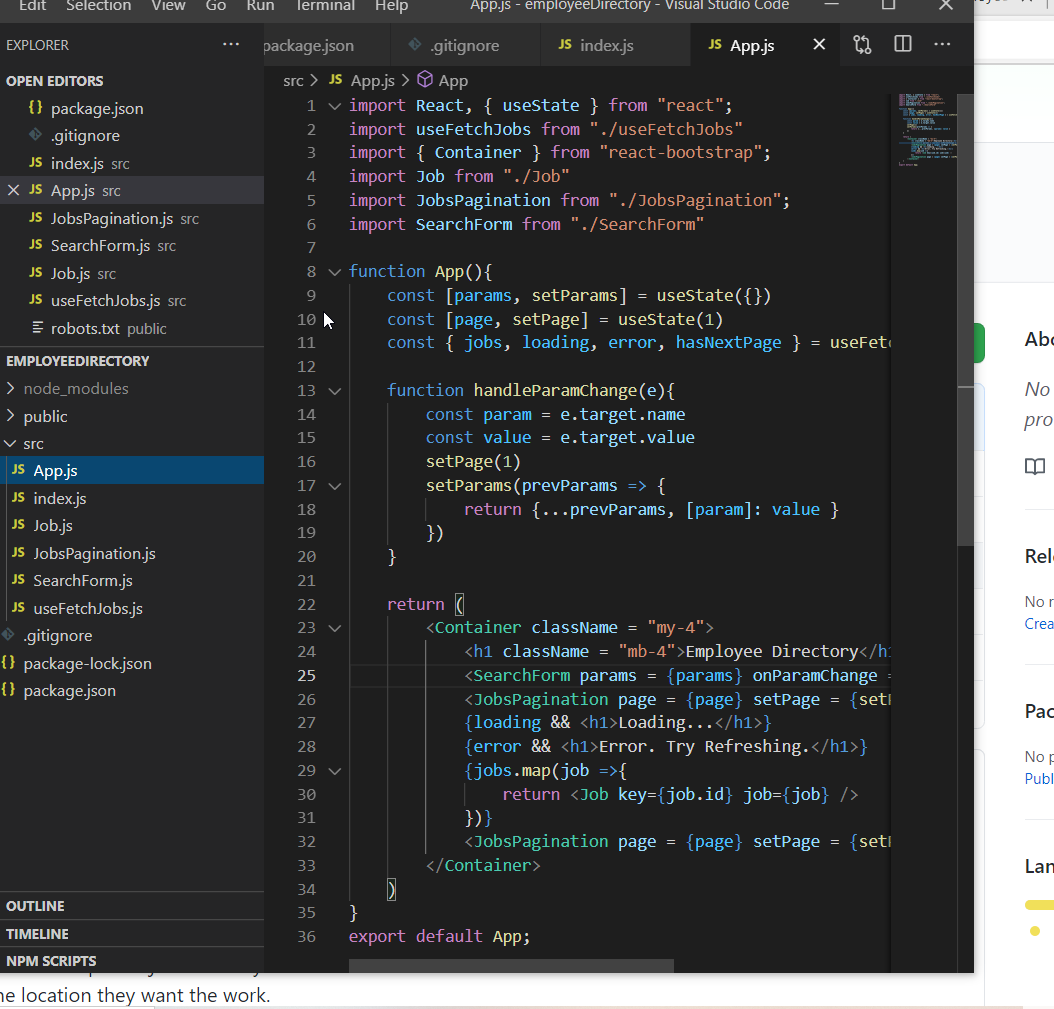 Edit Selection View Go Run Terminal Help App.js - employeeDirectory - Visual Studio Code
EXPLORER
package.json .gitignore JS index.js JS App.js
OPEN EDITORS
{} package.json
.gitignore
JS index.js src
JS App.js src
JS JobsPagination.js src
JS SearchForm.js src
JS Job.js src
JS useFetchJobs.js src
robots.txt public
EMPLOYEEDIRECTORY
node_modules
public
src
JS App.js
JS index.js
JS Job.js
JS JobsPagination.js
JS SearchForm.js
JS useFetchJobs.js
.gitignore
{} package-lock.json
{} package.json
OUTLINE
TIMELINE
NPM SCRIPTS
src > JS App.js > App
1 import React, { useState } from "react";
2 import useFetchJobs from "./useFetchJobs"
3 import { Container } from "react-bootstrap";
4 import Job from "./Job"
5 import JobsPagination from "./JobsPagination";
6 import SearchForm from "./SearchForm"
7
8 function App(){
9 const [params, setParams] = useState({})
10 const [page, setPage] = useState(1)
11 const { jobs, loading, error, hasNextPage } = useFetc
12
13 function handleParamChange(e){
14 const param = e.target.name
15 const value = e.target.value
16 setPage(1)
17 setParams(prevParams => {
18 return {...prevParams, [param]: value }
19 })
20 }
21
22 return (
23 <Container className = "my-4">
24 <h1 className = "mb-4">Employee Directory</h1
25 <SearchForm params = {params} onParamChange =
26 <JobsPagination page = {page} setPage = {setP
27 {loading && <h1>Loading...</h1>}
28 {error && <h1>Error. Try Refreshing.</h1>}
29 {jobs.map(job =>{
30 return <Job key={job.id} job={job} />
31 })}
32 <JobsPagination page = {page} setPage = {setP
33 </Container>
34 )
35 }
36 export default App;
Abo
No
pro
Rel
No r
Crea
Pac
No p
Publ
Lan
he location they want the work.